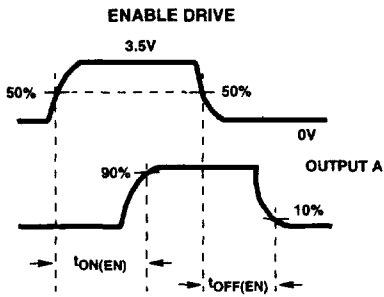 ENABLE DRIVE
3.5V
50%
50%
0V
OUTPUT A
90%
10%
tON(EN)
tOFF(EN)